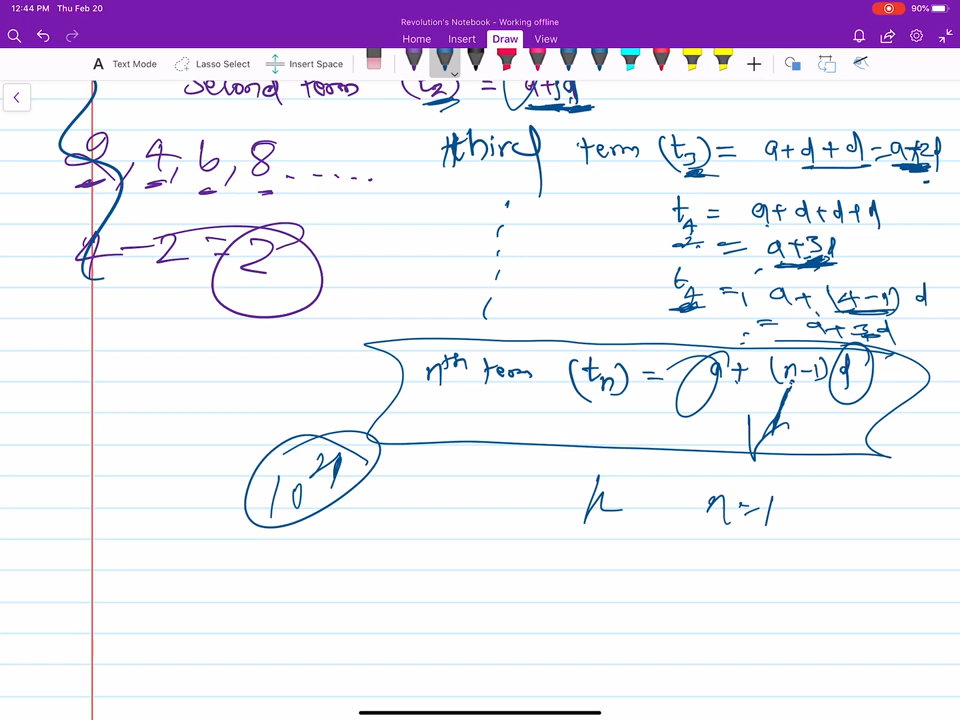 12:44 PM Thu Feb 20
90%
Revolution's Notebook - Working offline
Home Insert Draw View
A Text Mode Lasso Select Insert Space
Second term (t2) = a+d
2, 4, 6, 8 ......
third term (t3) = a+d+d = a+2d
t4 = a+d+d+d
= a+3d
4-2 = 2
t4 = a+(4-1)d
= a+3d
nth term (tn) = a + (n-1) d
n n=1